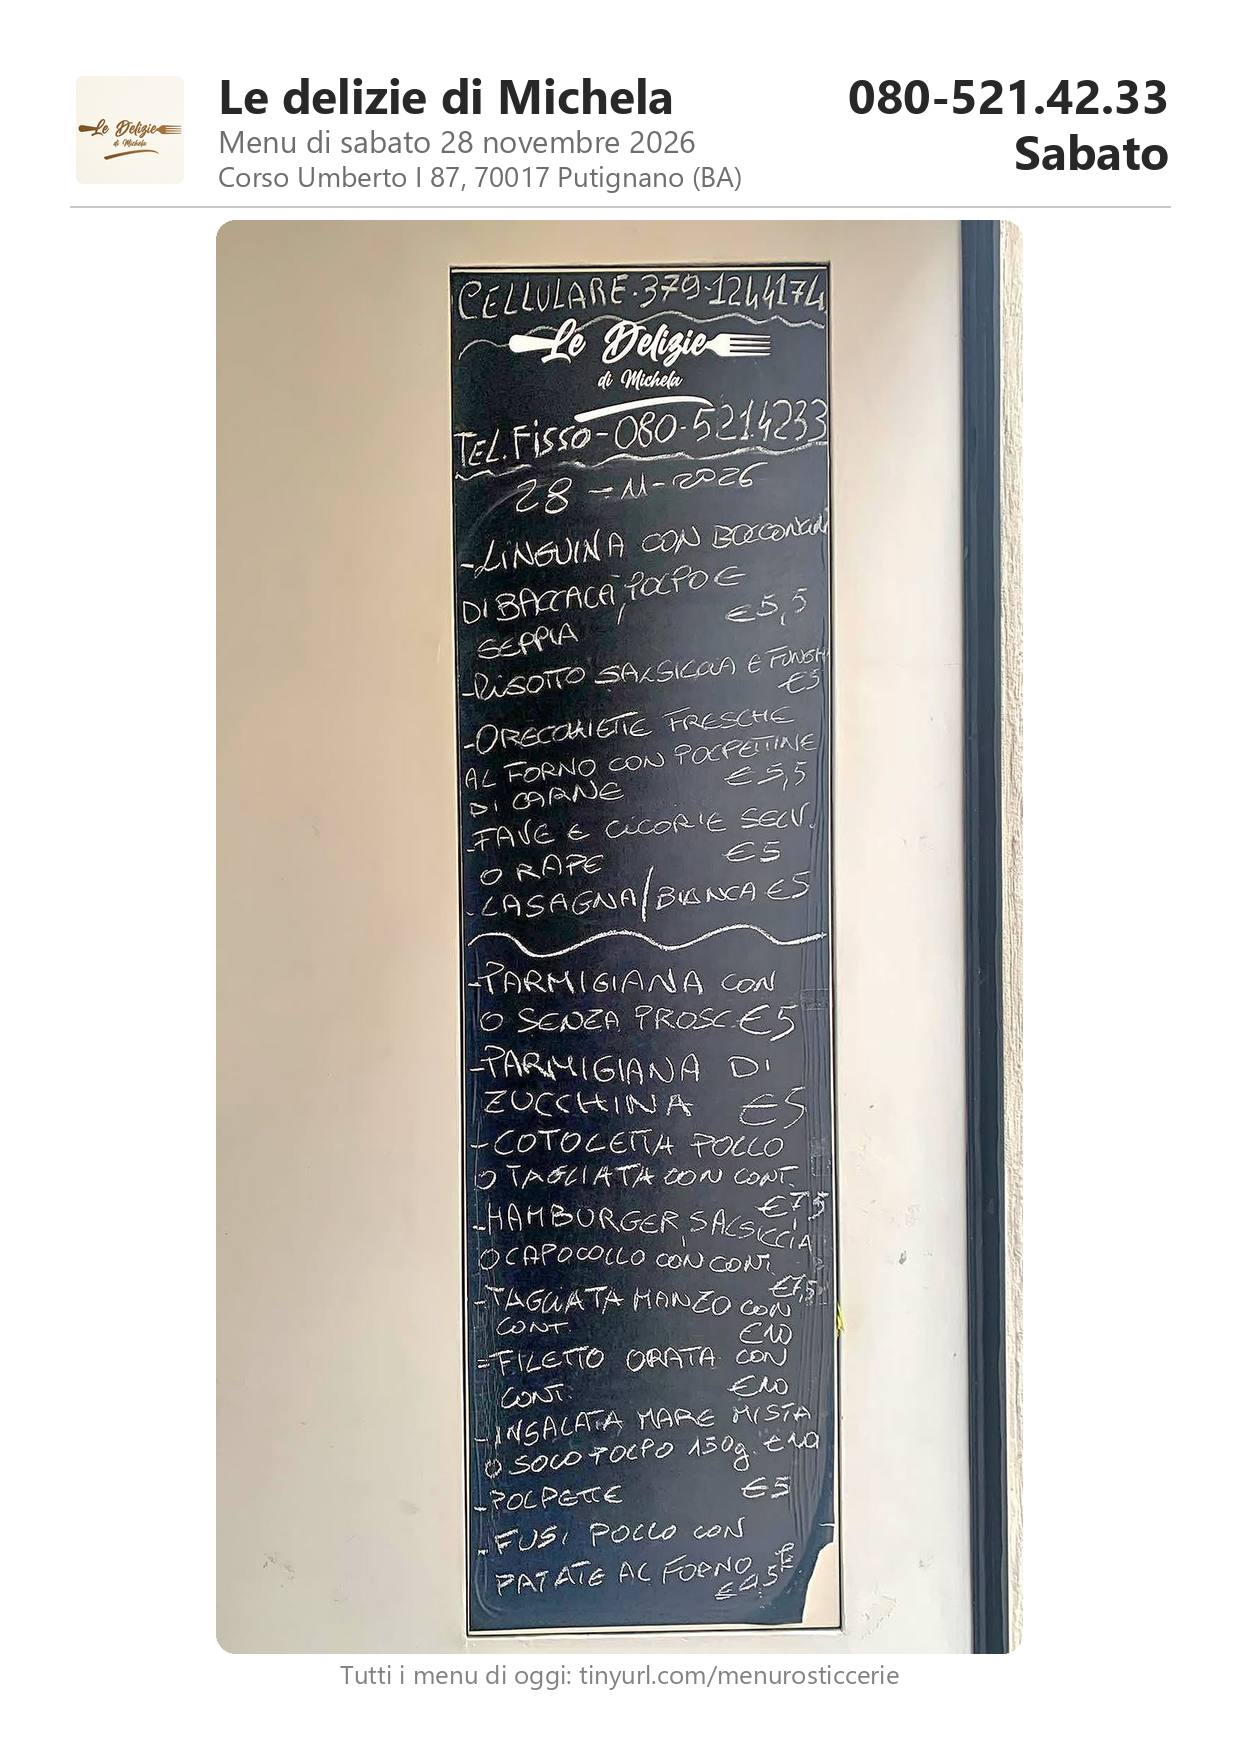 Le Delizie
di Michela
Le delizie di Michela
Menu di sabato 28 novembre 2026
Corso Umberto I 87, 70017 Putignano (BA)
080-521.42.33
Sabato
CELLULARE·379·1244174
Le Delizie
di Michela
TEL.FISSO-080-5214233
28-11-2026
-LINGUINA CON BOCCONCINI
DI BACCALA', POLPO E
SEPPIA €5,5
-RISOTTO SALSICCIA E FUNGHI
€5
-ORECCHIETTE FRESCHE
AL FORNO CON POLPETTINE
DI CARNE €5,5
-FAVE E CICORIE SELV.
O RAPE €5
-LASAGNA/BIANCA €5
-PARMIGIANA CON
O SENZA PROSC. €5
-PARMIGIANA DI
ZUCCHINA €5
-COTOLETTA POLLO
O TAGLIATA CON CONT.
€7,5
-HAMBURGER, SALSICCIA
O CAPOCOLLO CON CONT.
€7,5
-TAGLIATA MANZO CON
CONT. €10
-FILETTO ORATA CON
CONT. €10
-INSALATA MARE MISTA
O SOLO POLPO 150g. €10
-POLPETTE €5
-FUSI POLLO CON
PATATE AL FORNO
Tutti i menu di oggi: tinyurl.com/menurosticcerie